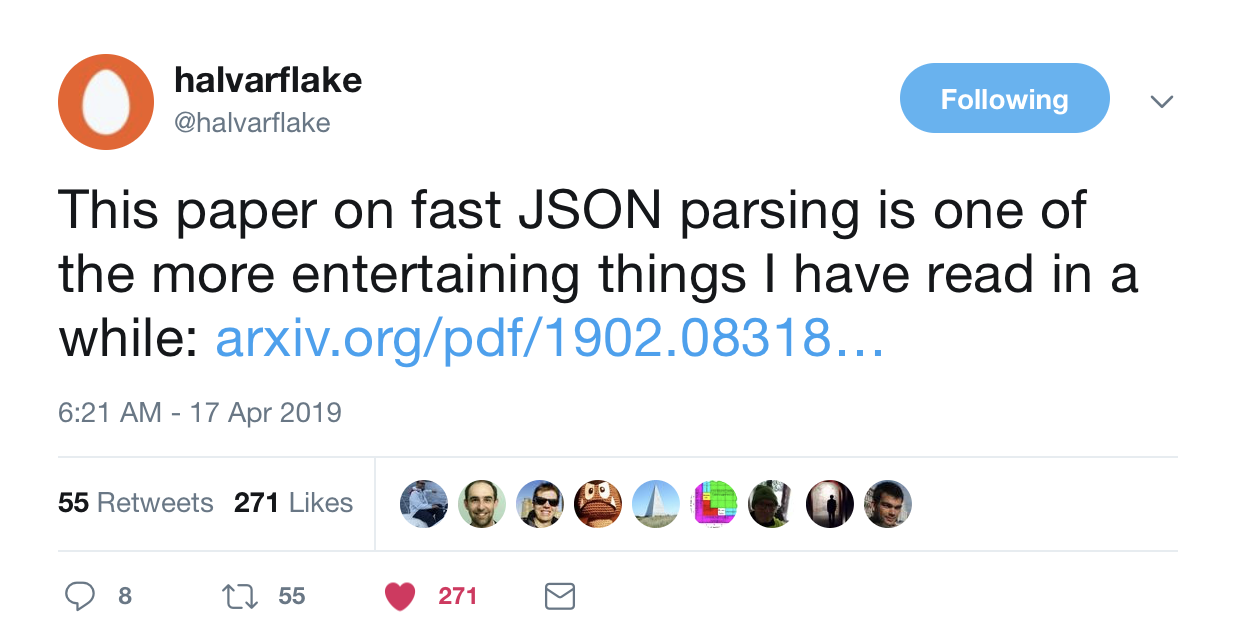 halvarflake
@halvarflake
Following
This paper on fast JSON parsing is one of
the more entertaining things I have read in a
while: arxiv.org/pdf/1902.08318…
6:21 AM - 17 Apr 2019
55 Retweets 271 Likes
8 55 271